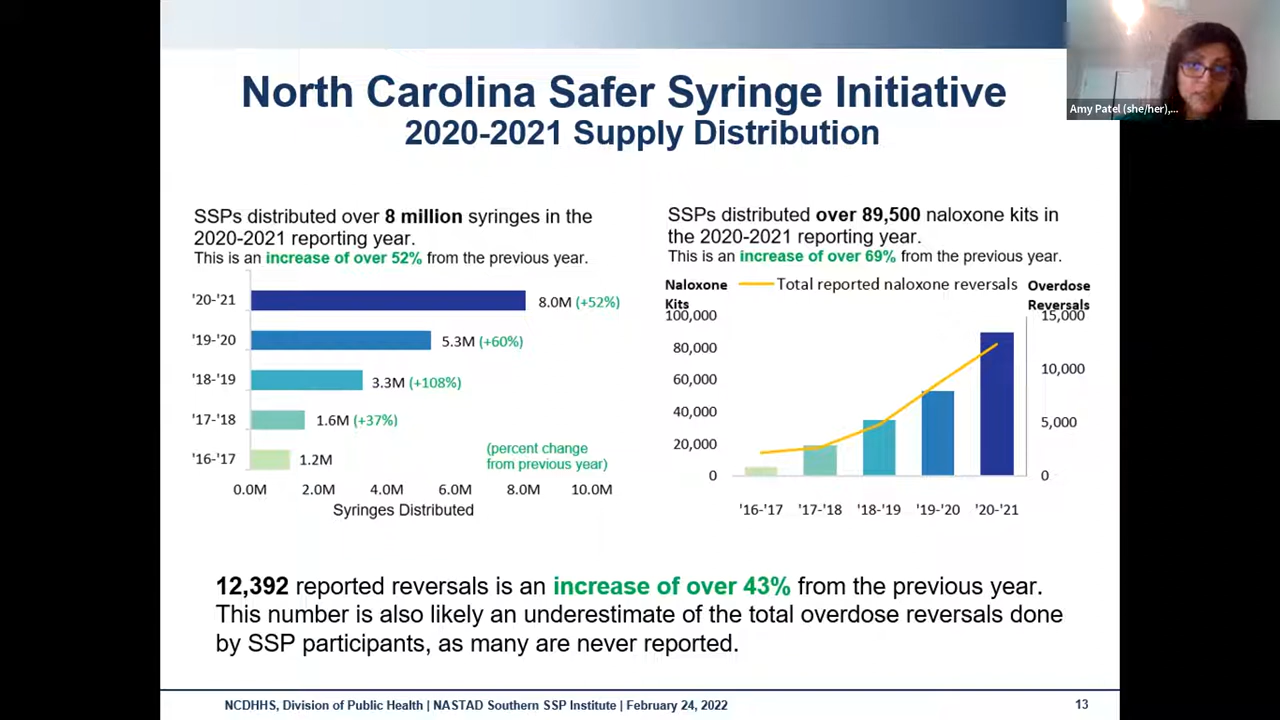 North Carolina Safer Syringe Initiative
2020-2021 Supply Distribution
Amy Patel (she/her),...
SSPs distributed over 8 million syringes in the
2020-2021 reporting year.
This is an increase of over 52% from the previous year.
'20-'21
8.0M (+52%)
'19-'20
5.3M (+60%)
'18-'19
3.3M (+108%)
'17-'18
1.6M (+37%)
'16-'17
1.2M
(percent change
from previous year)
0.0M 2.0M 4.0M 6.0M 8.0M 10.0M
Syringes Distributed
SSPs distributed over 89,500 naloxone kits in
the 2020-2021 reporting year.
This is an increase of over 69% from the previous year.
Naloxone
Kits
Total reported naloxone reversals
Overdose
Reversals
100,000
80,000
60,000
40,000
20,000
0
15,000
10,000
5,000
0
'16-'17 '17-'18 '18-'19 '19-'20 '20-'21
12,392 reported reversals is an increase of over 43% from the previous year.
This number is also likely an underestimate of the total overdose reversals done
by SSP participants, as many are never reported.
NCDHHS, Division of Public Health | NASTAD Southern SSP Institute | February 24, 2022
13